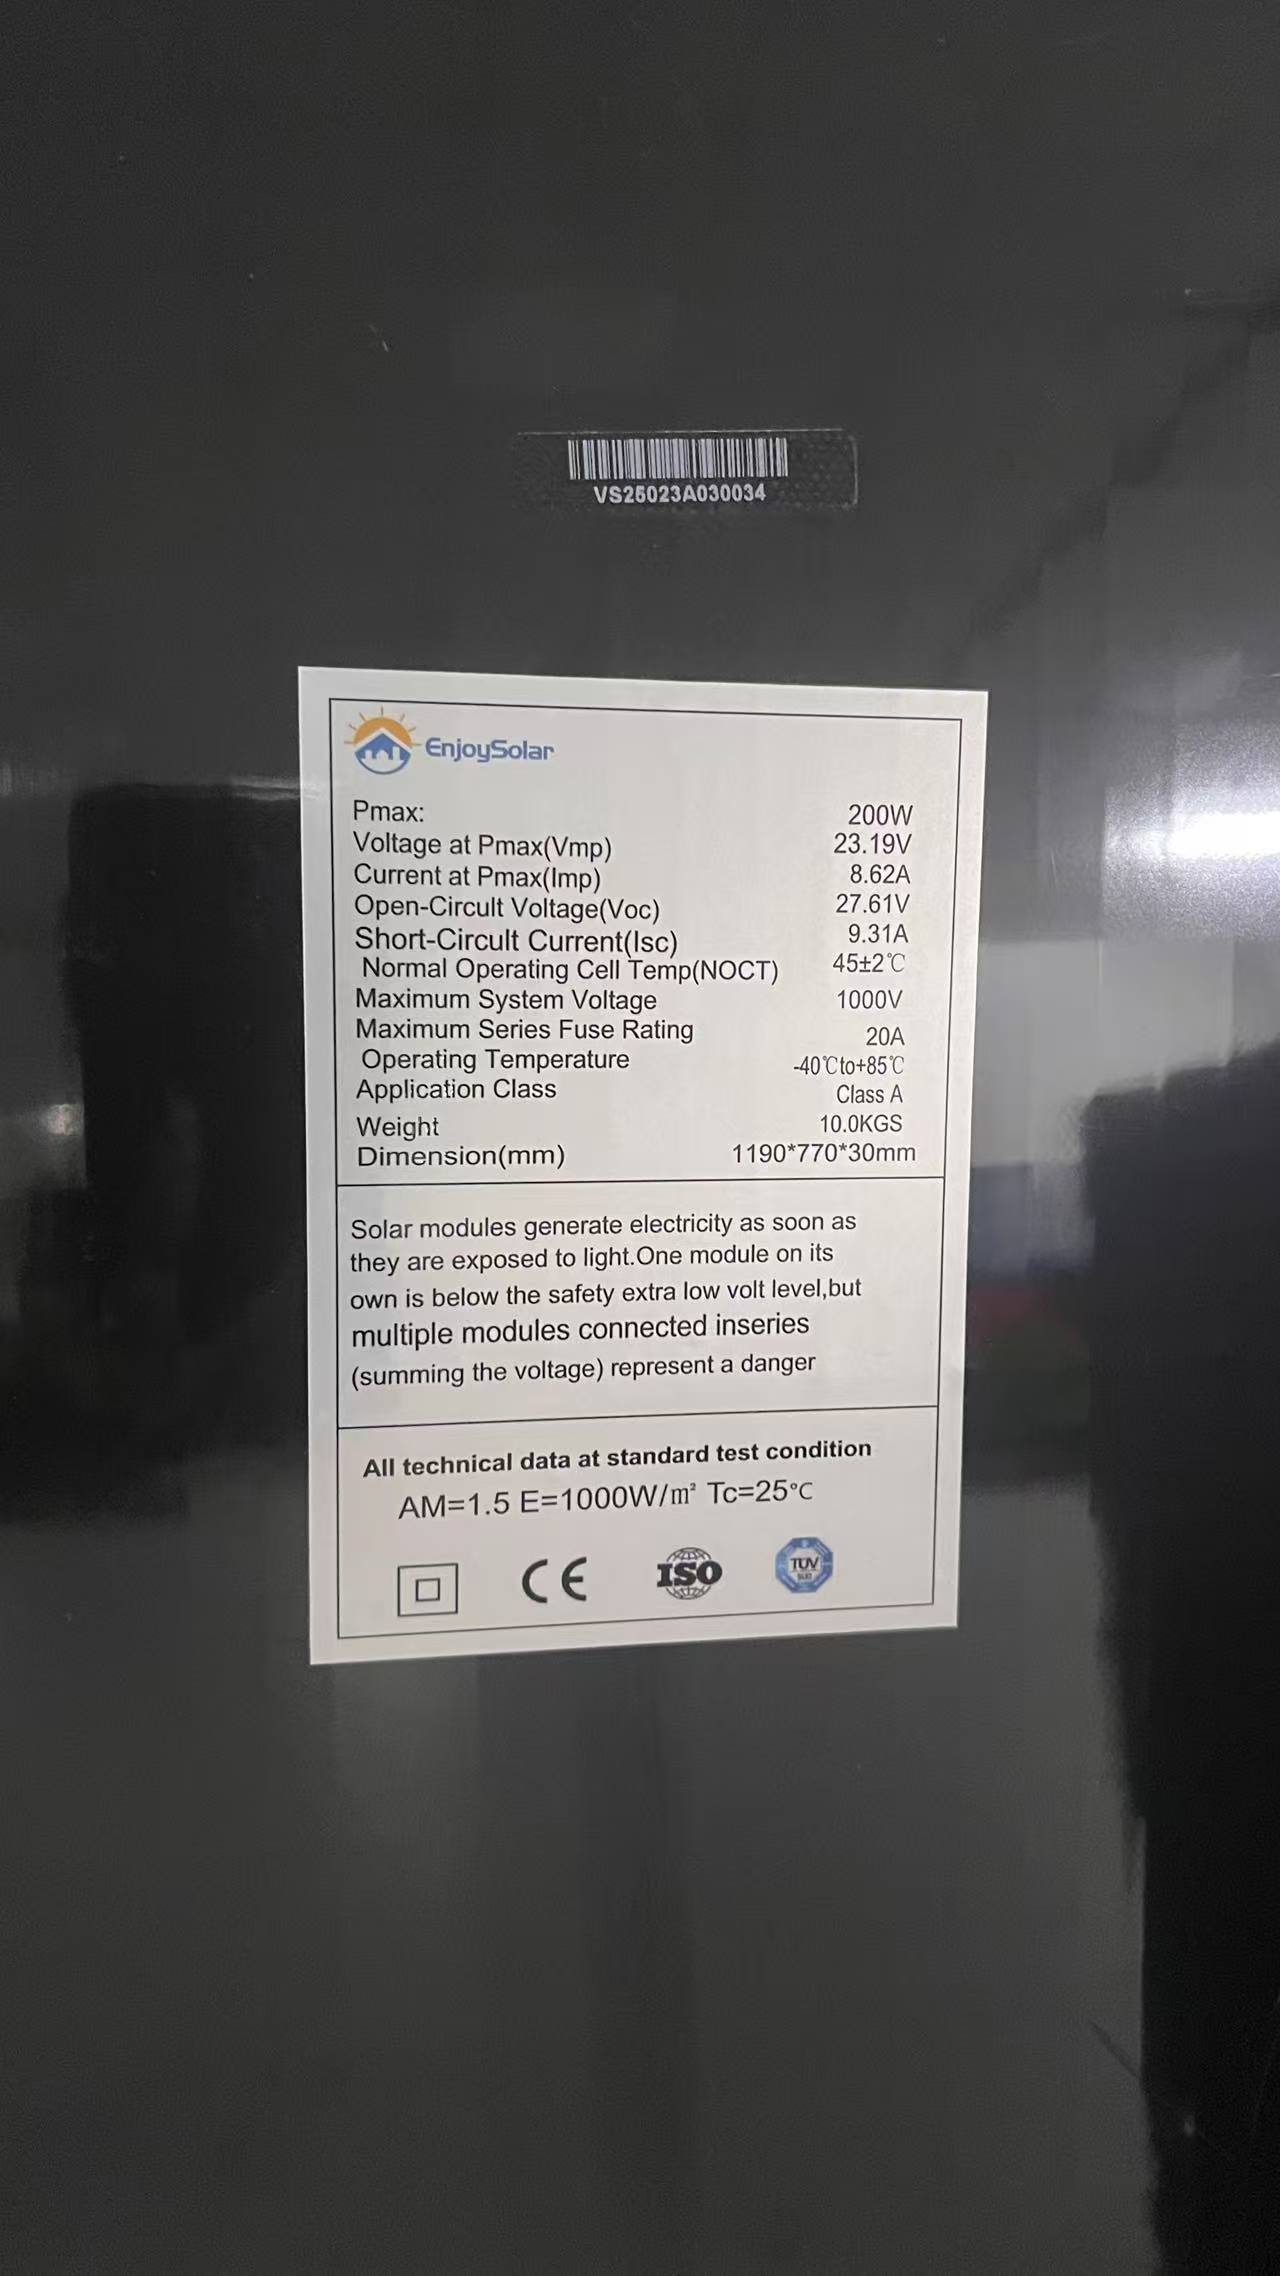 VS25023A030034
EnjoySolar
Pmax: 200W
Voltage at Pmax(Vmp) 23.19V
Current at Pmax(Imp) 8.62A
Open-Circult Voltage(Voc) 27.61V
Short-Circult Current(Isc) 9.31A
Normal Operating Cell Temp(NOCT) 45±2℃
Maximum System Voltage 1000V
Maximum Series Fuse Rating 20A
Operating Temperature -40℃to+85℃
Application Class Class A
Weight 10.0KGS
Dimension(mm) 1190*770*30mm
Solar modules generate electricity as soon as
they are exposed to light.One module on its
own is below the safety extra low volt level,but
multiple modules connected inseries
(summing the voltage) represent a danger
All technical data at standard test condition
AM=1.5 E=1000W/m² Tc=25°C
CE ISO TUV